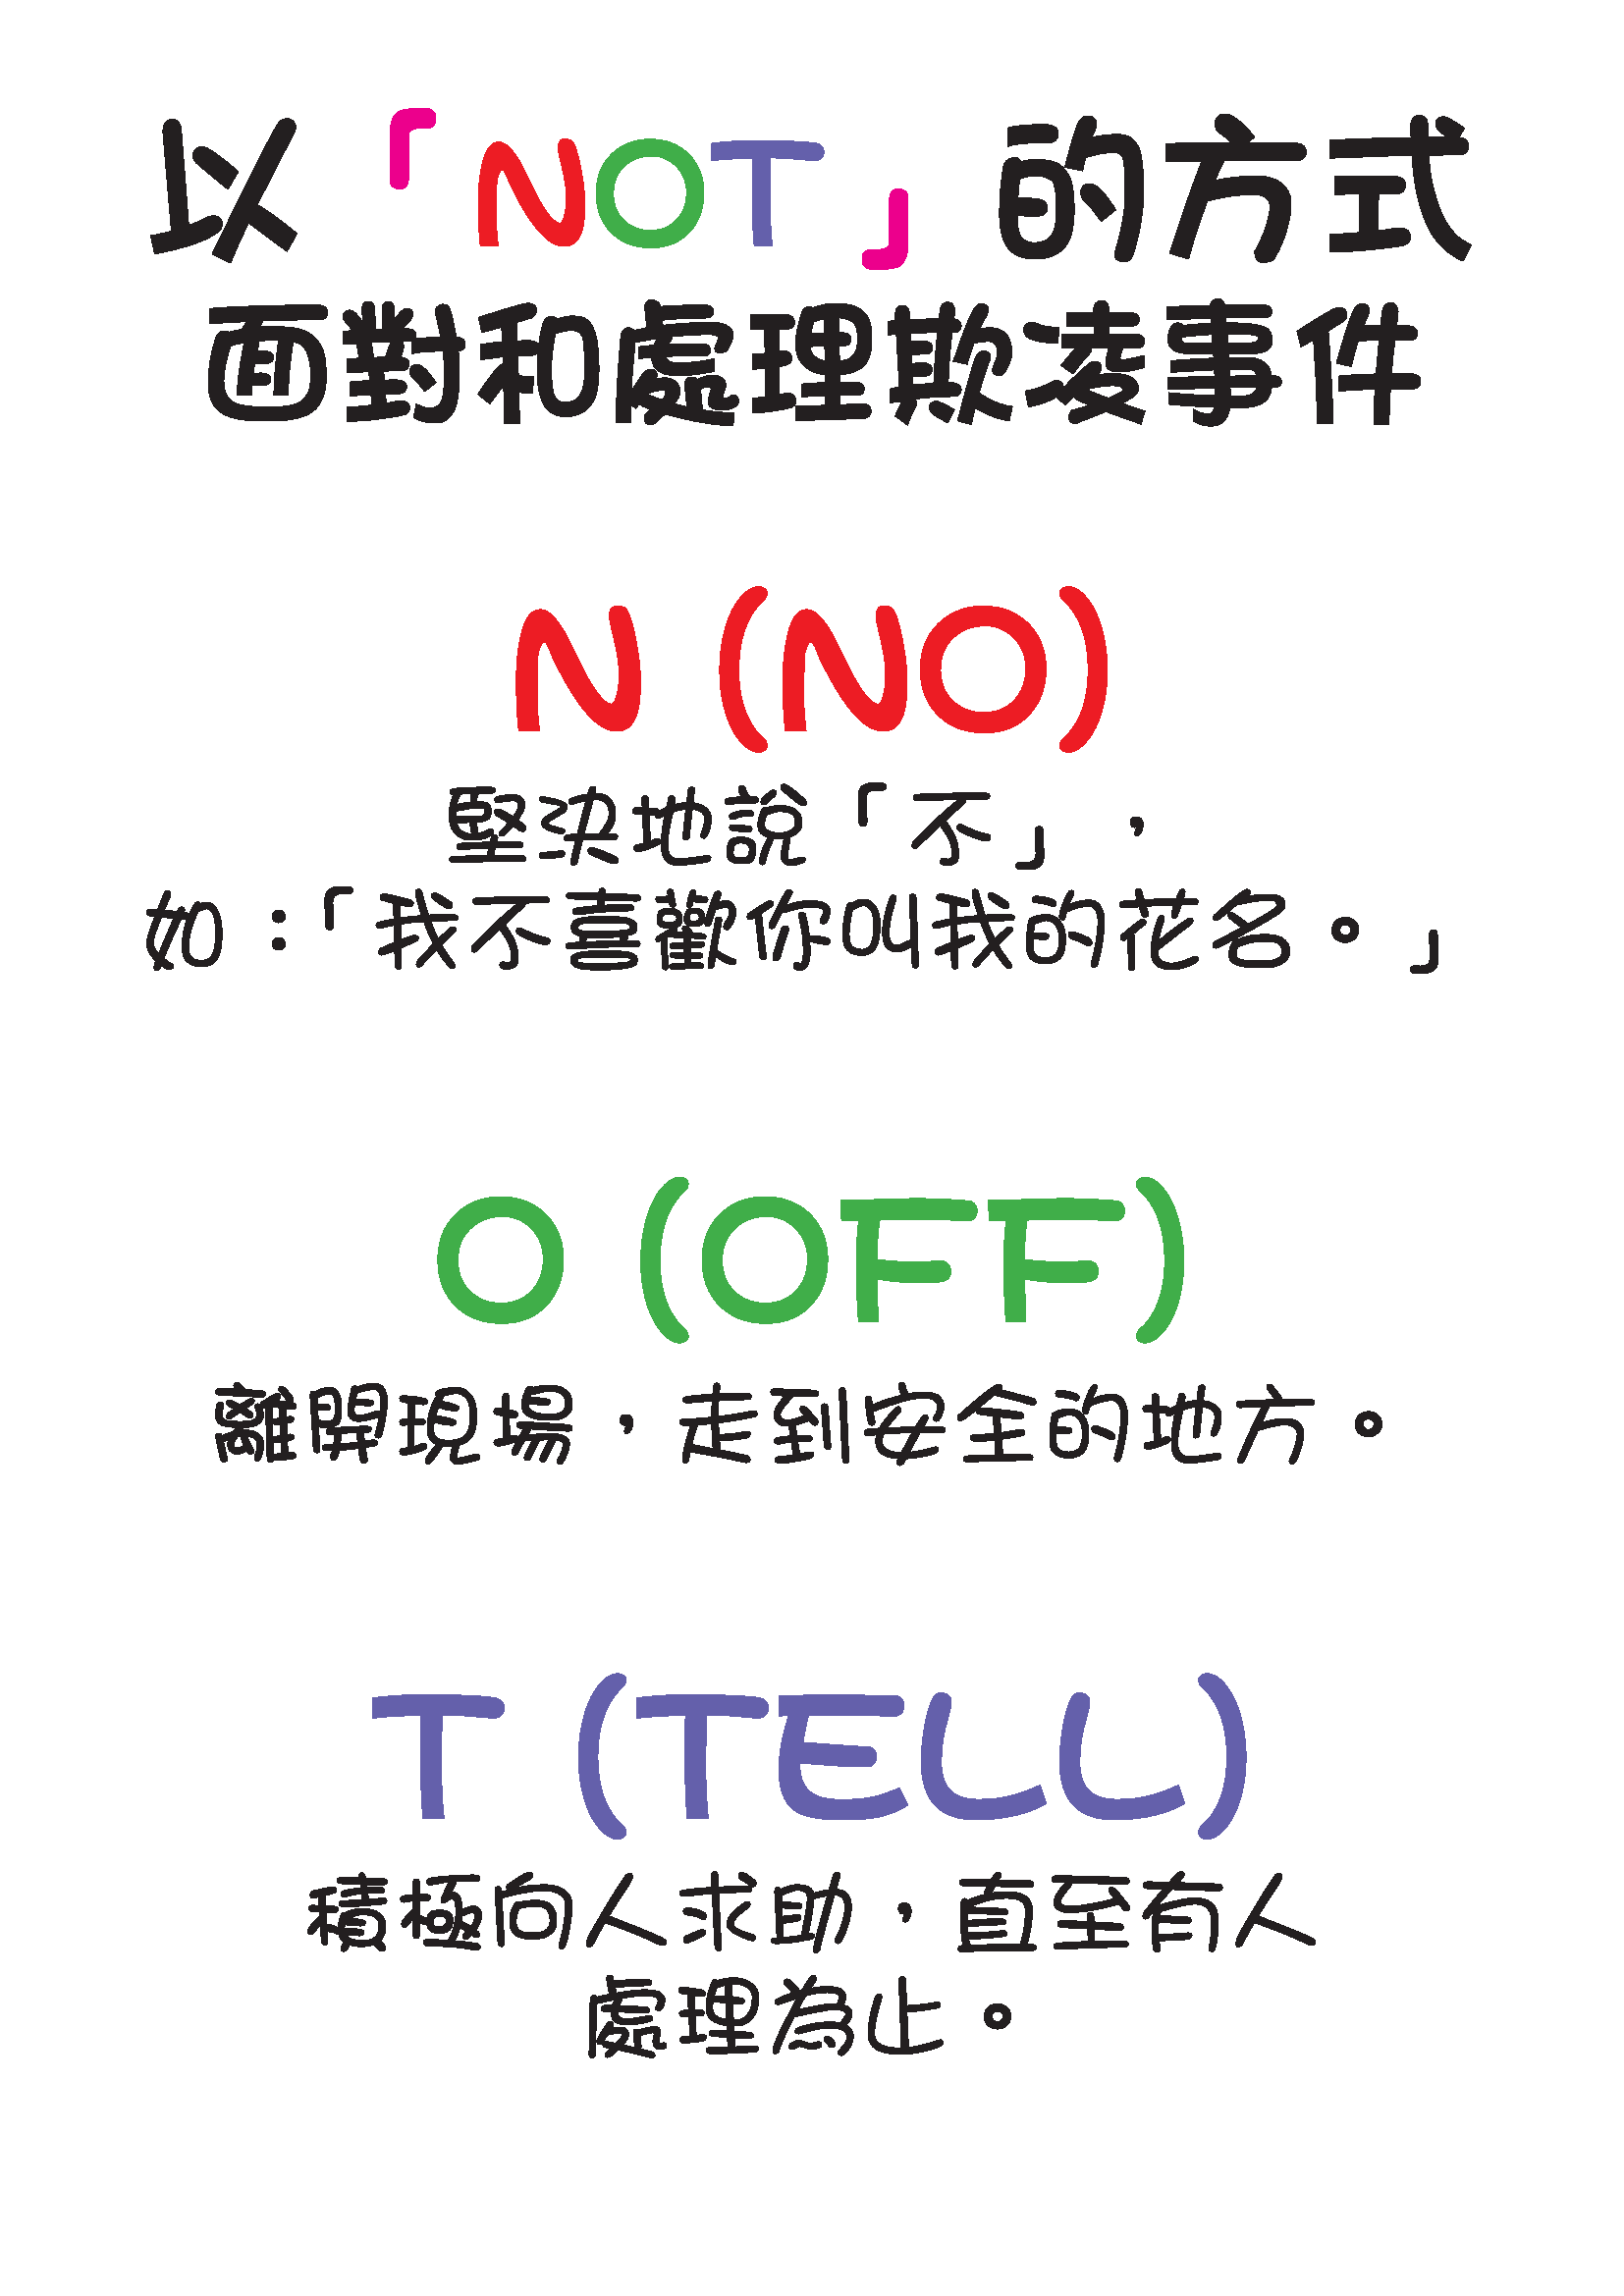 以「NOT」的方式
面對和處理欺凌事件
N (NO)
堅決地說「不」，
如：「我不喜歡你叫我的花名。」
O (OFF)
離開現場，走到安全的地方。
T (TELL)
積極向人求助，直至有人
處理為止。